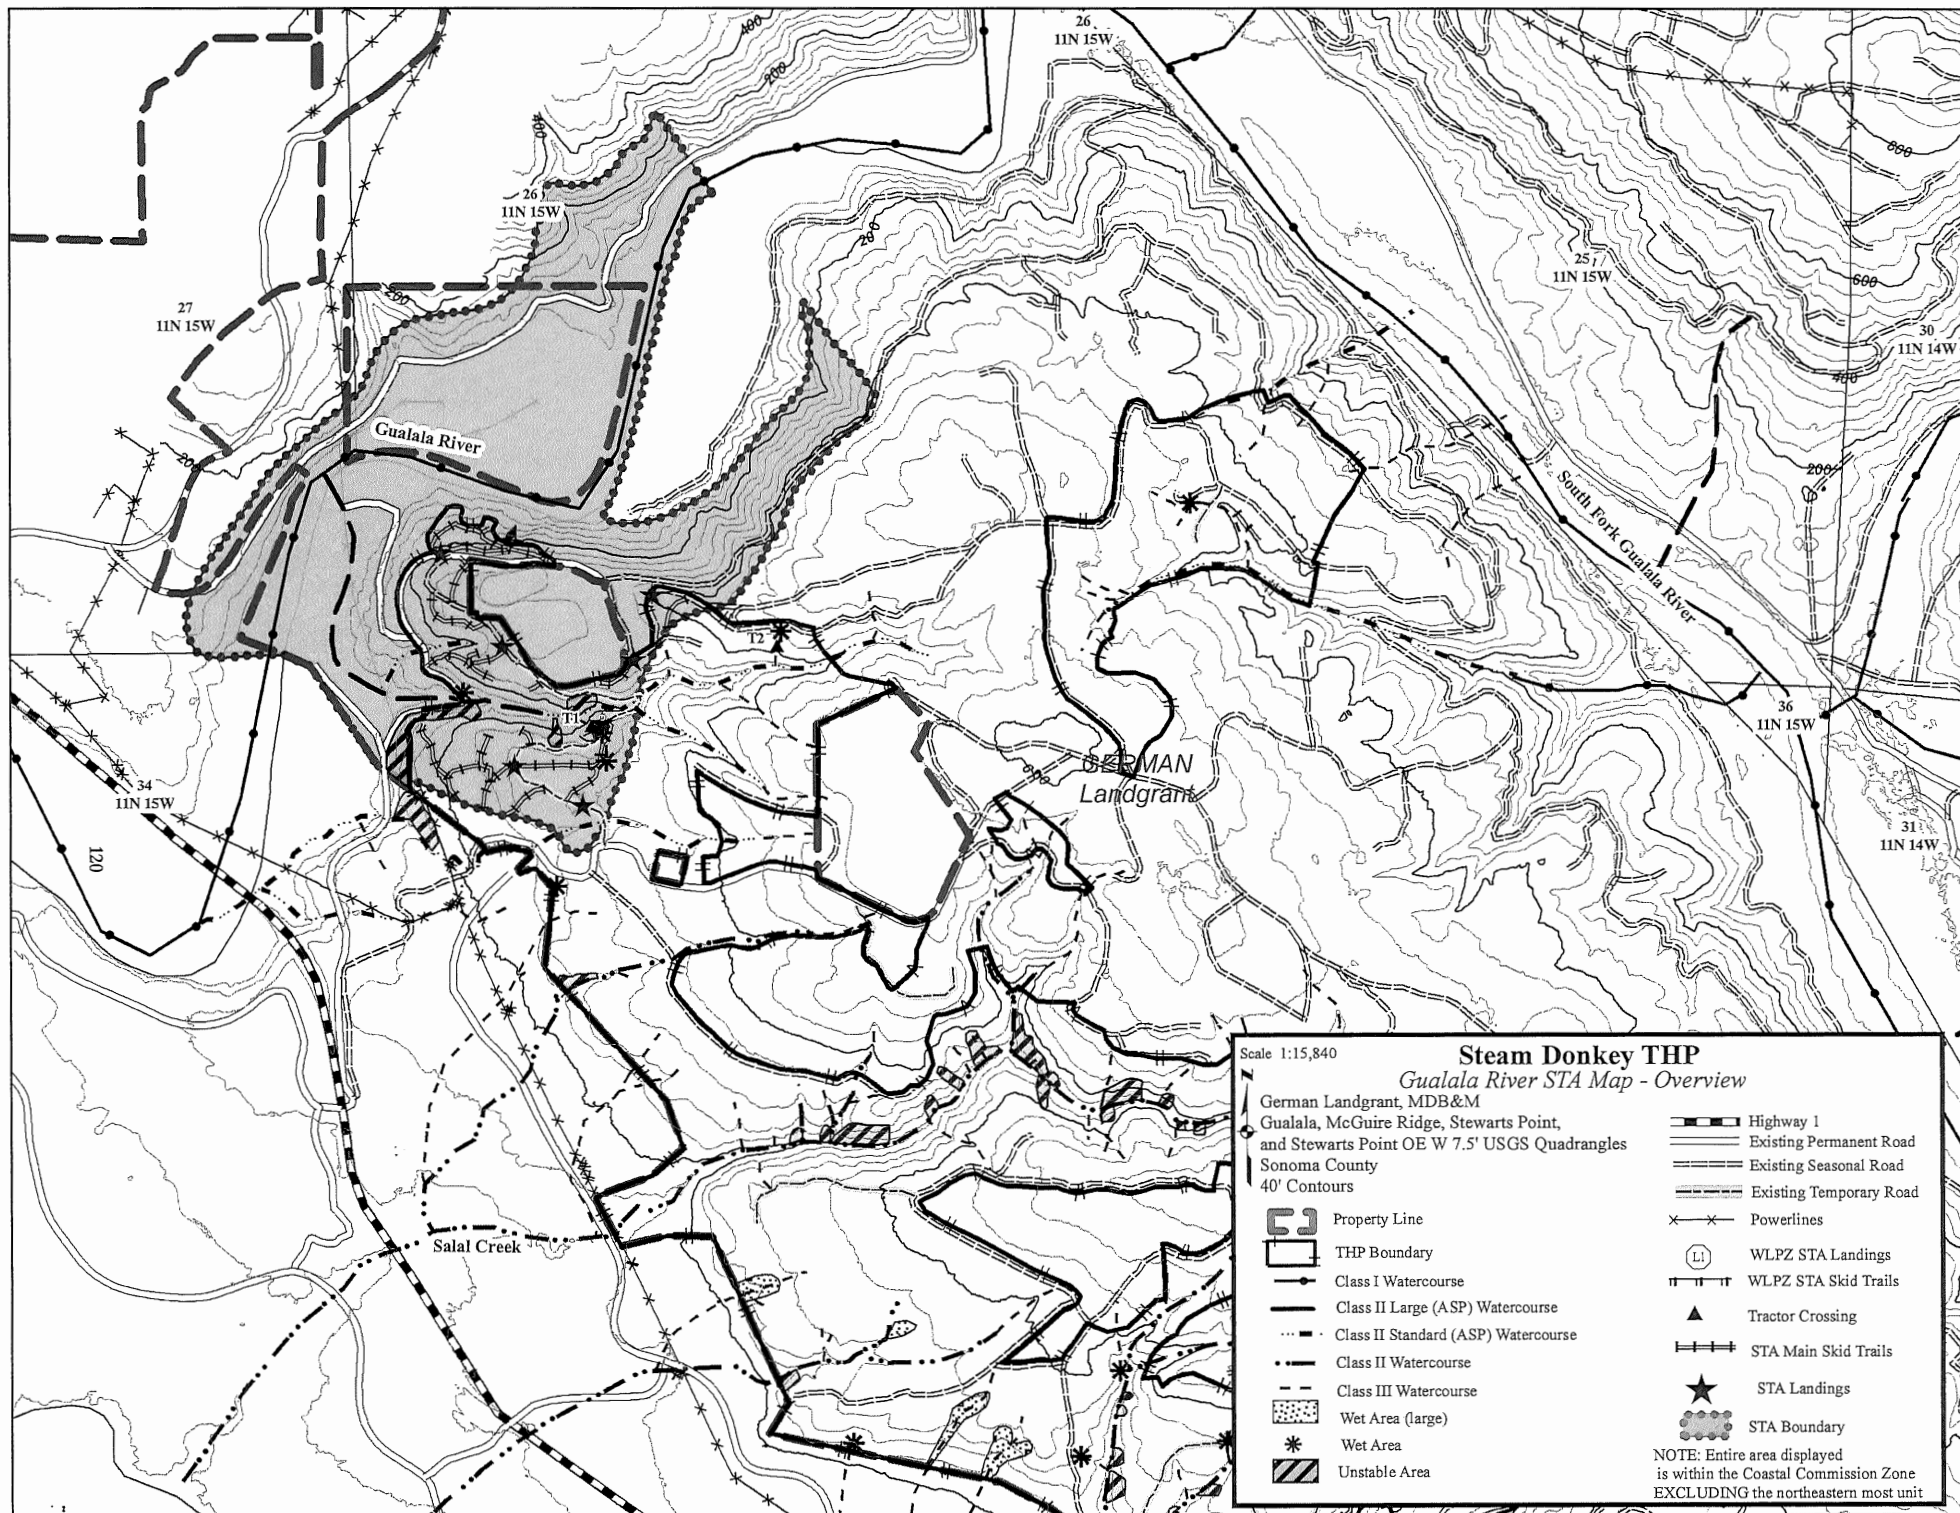 26
11N 15W
400
200
400
26
11N 15W
800
200
25
11N 15W
600
27
11N 15W
200
30
11N 14W
400
Gualala River
200
200
South Fork Gualala River
T2
T1
36
11N 15W
600
GERMAN
Landgrant
34
11N 15W
120
31
11N 14W
Salal Creek
Scale 1:15,840
Steam Donkey THP
Gualala River STA Map - Overview
German Landgrant, MDB&M
Gualala, McGuire Ridge, Stewarts Point,
and Stewarts Point OE W 7.5' USGS Quadrangles
Sonoma County
40' Contours
Property Line
THP Boundary
Class I Watercourse
Class II Large (ASP) Watercourse
Class II Standard (ASP) Watercourse
Class II Watercourse
Class III Watercourse
Wet Area (large)
Wet Area
Unstable Area
Highway 1
Existing Permanent Road
Existing Seasonal Road
Existing Temporary Road
Powerlines
L1 WLPZ STA Landings
WLPZ STA Skid Trails
Tractor Crossing
STA Main Skid Trails
STA Landings
STA Boundary
NOTE: Entire area displayed
is within the Coastal Commission Zone
EXCLUDING the northeastern most unit